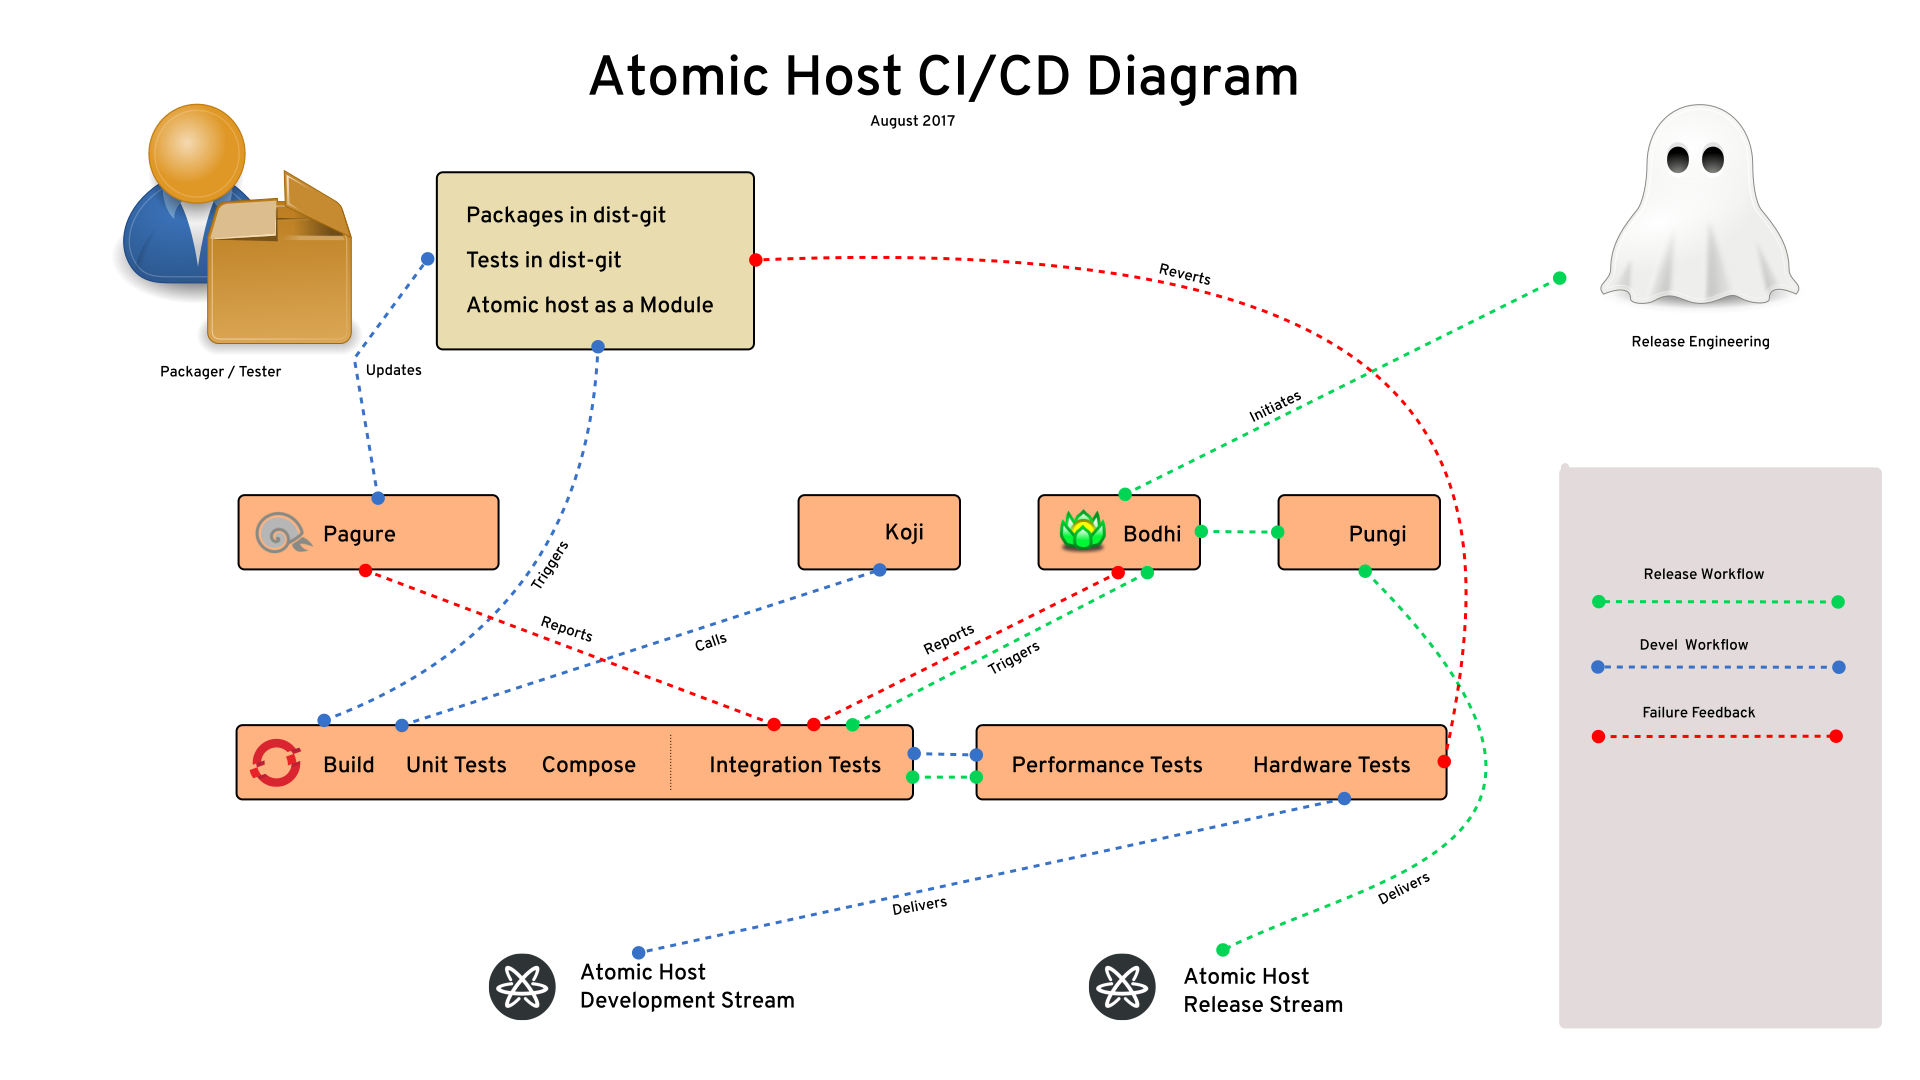 Atomic Host CI/CD Diagram
August 2017
Packages in dist-git
Tests in dist-git
Atomic host as a Module
Reverts
Release Engineering
Packager / Tester
Updates
Initiates
Pagure
Koji
Bodhi
Pungi
Triggers
Reports
Calls
Reports
Triggers
Release Workflow
Devel Workflow
Failure Feedback
Build Unit Tests Compose Integration Tests
Performance Tests Hardware Tests
Delivers
Delivers
Atomic Host
Development Stream
Atomic Host
Release Stream